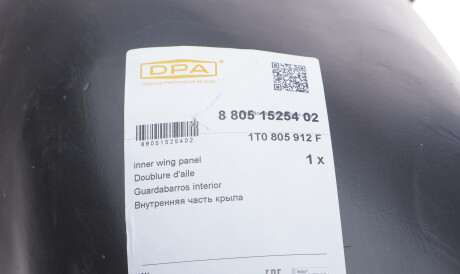 DPA
8 805 15254 02
88051525402
1T0 805 912 F
1 x
inner wing panel
Doublure d'aile
Guardabarros interior
Внутренняя часть крыла